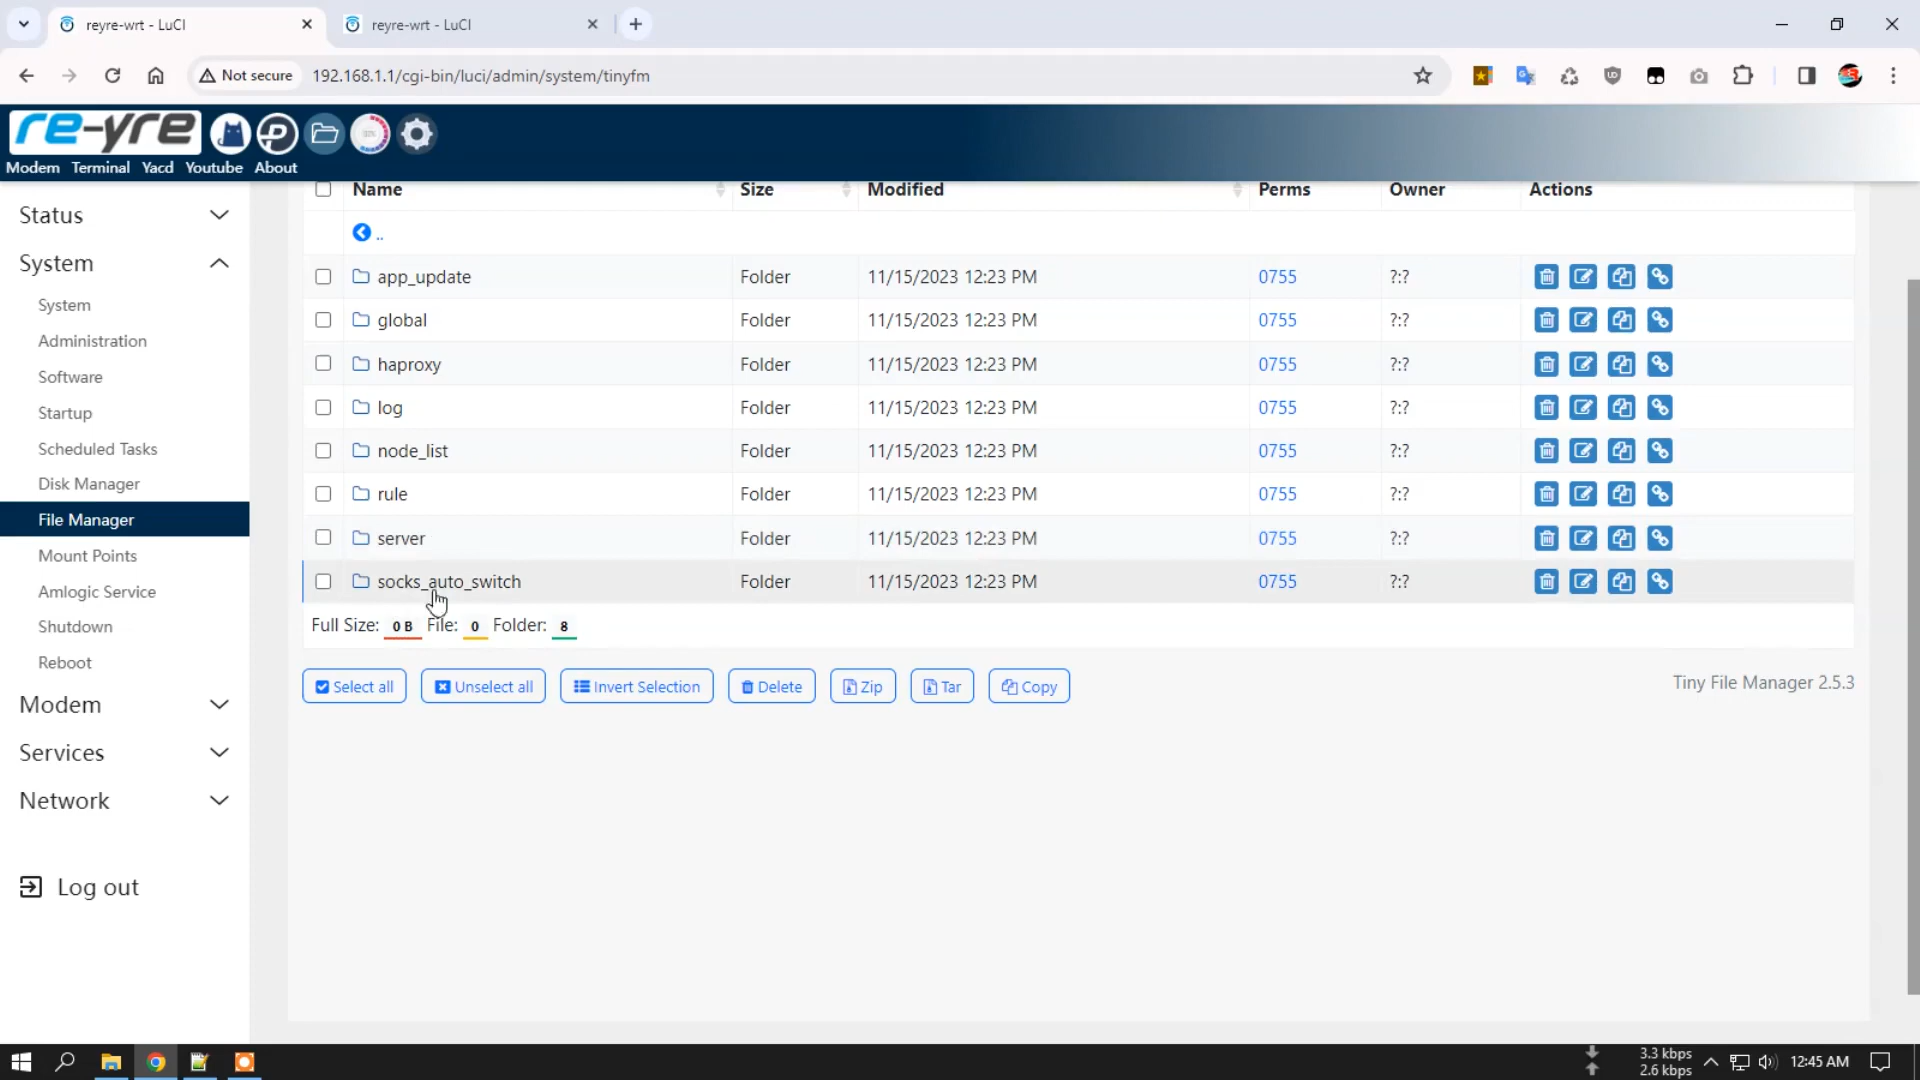 reyre-wrt - LuCI
reyre-wrt - LuCI
Not secure
192.168.1.1/cgi-bin/luci/admin/system/tinyfm
re-yre
Modem Terminal Yacd Youtube About
Status
System
System
Administration
Software
Startup
Scheduled Tasks
Disk Manager
File Manager
Mount Points
Amlogic Service
Shutdown
Reboot
Modem
Services
Network
Log out
Name Size Modified Perms Owner Actions
..
app_update Folder 11/15/2023 12:23 PM 0755 ?:?
global Folder 11/15/2023 12:23 PM 0755 ?:?
haproxy Folder 11/15/2023 12:23 PM 0755 ?:?
log Folder 11/15/2023 12:23 PM 0755 ?:?
node_list Folder 11/15/2023 12:23 PM 0755 ?:?
rule Folder 11/15/2023 12:23 PM 0755 ?:?
server Folder 11/15/2023 12:23 PM 0755 ?:?
socks_auto_switch Folder 11/15/2023 12:23 PM 0755 ?:?
Full Size: 0 B File: 0 Folder: 8
Select all Unselect all Invert Selection Delete Zip Tar Copy
Tiny File Manager 2.5.3
3.3 kbps
2.6 kbps
12:45 AM